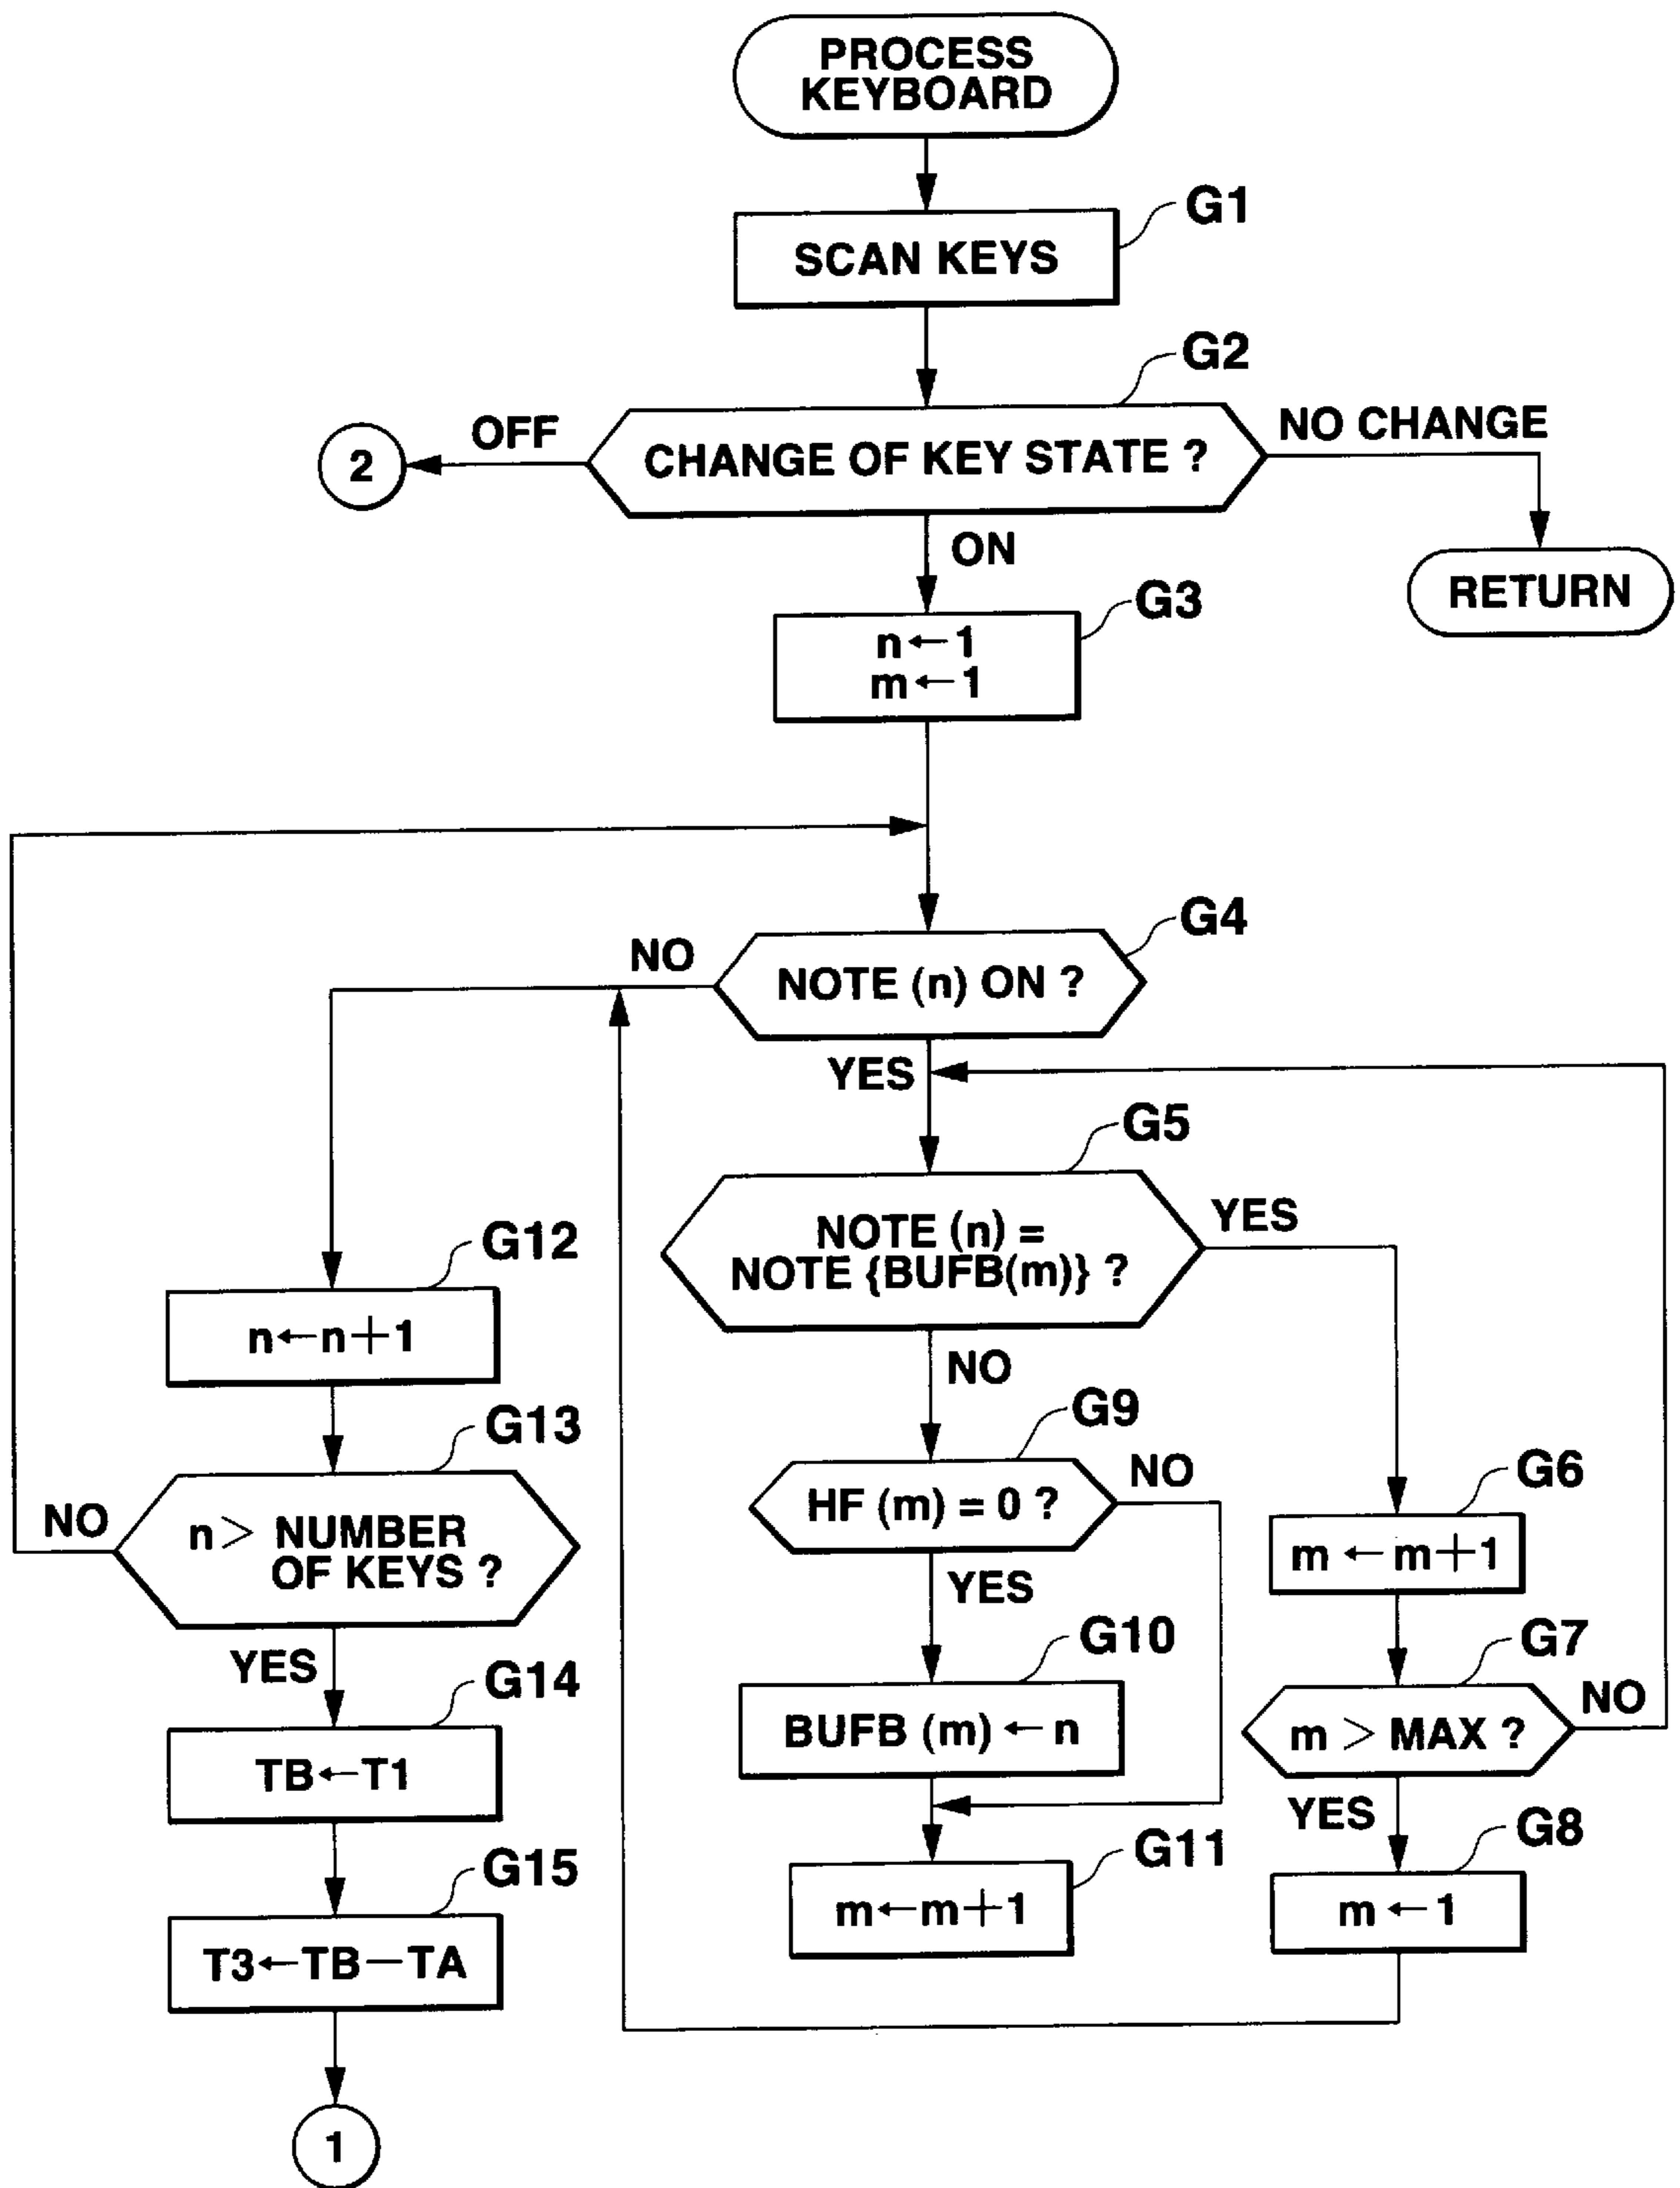 PROCESS
KEYBOARD
G1
SCAN KEYS
G2
OFF
NO CHANGE
2
CHANGE OF KEY STATE ?
ON
RETURN
G3
n←1
m←1
G4
NO
NOTE (n) ON ?
YES
G5
NOTE (n) =
NOTE {BUFB(m)} ?
YES
G12
n←n+1
NO
G9
G13
NO
HF (m) = 0 ?
G6
m ← m+1
NO
n> NUMBER
OF KEYS ?
YES
G10
G7
YES
G14
BUFB (m) ← n
m > MAX ?
NO
TB←T1
YES
G8
G11
G15
m←m+1
m ← 1
T3←TB—TA
1